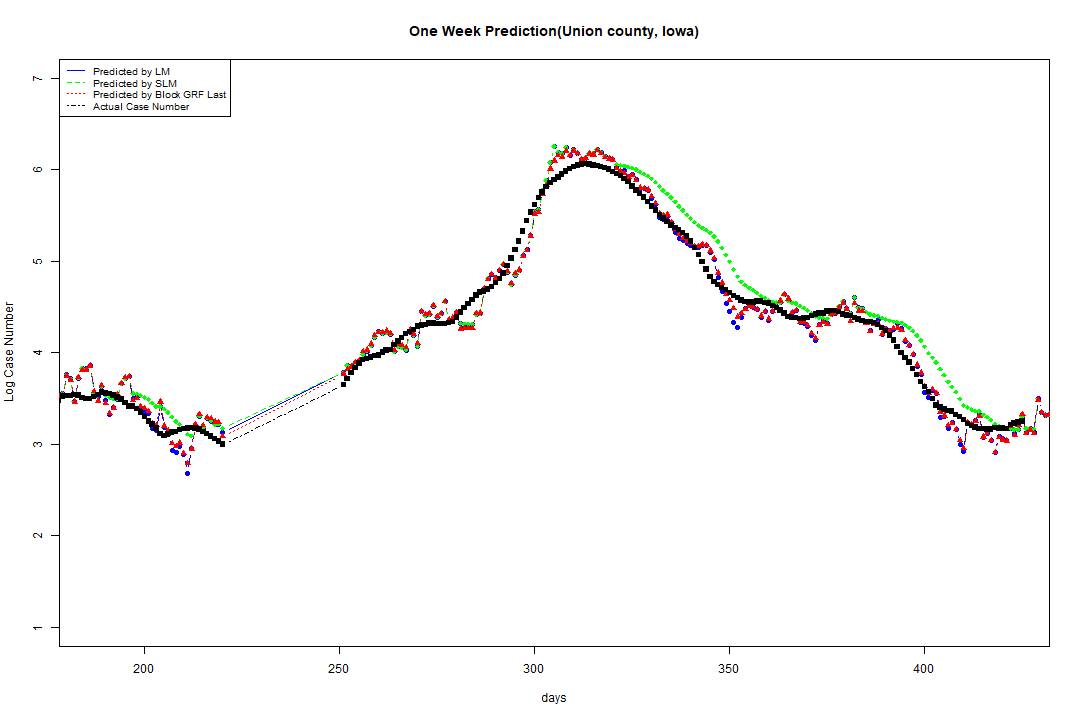 One Week Prediction(Union county, Iowa)
Predicted by LM
Predicted by SLM
Predicted by Block GRF Last
Actual Case Number
Log Case Number
7
6
5
4
3
2
1
200 250 300 350 400
days